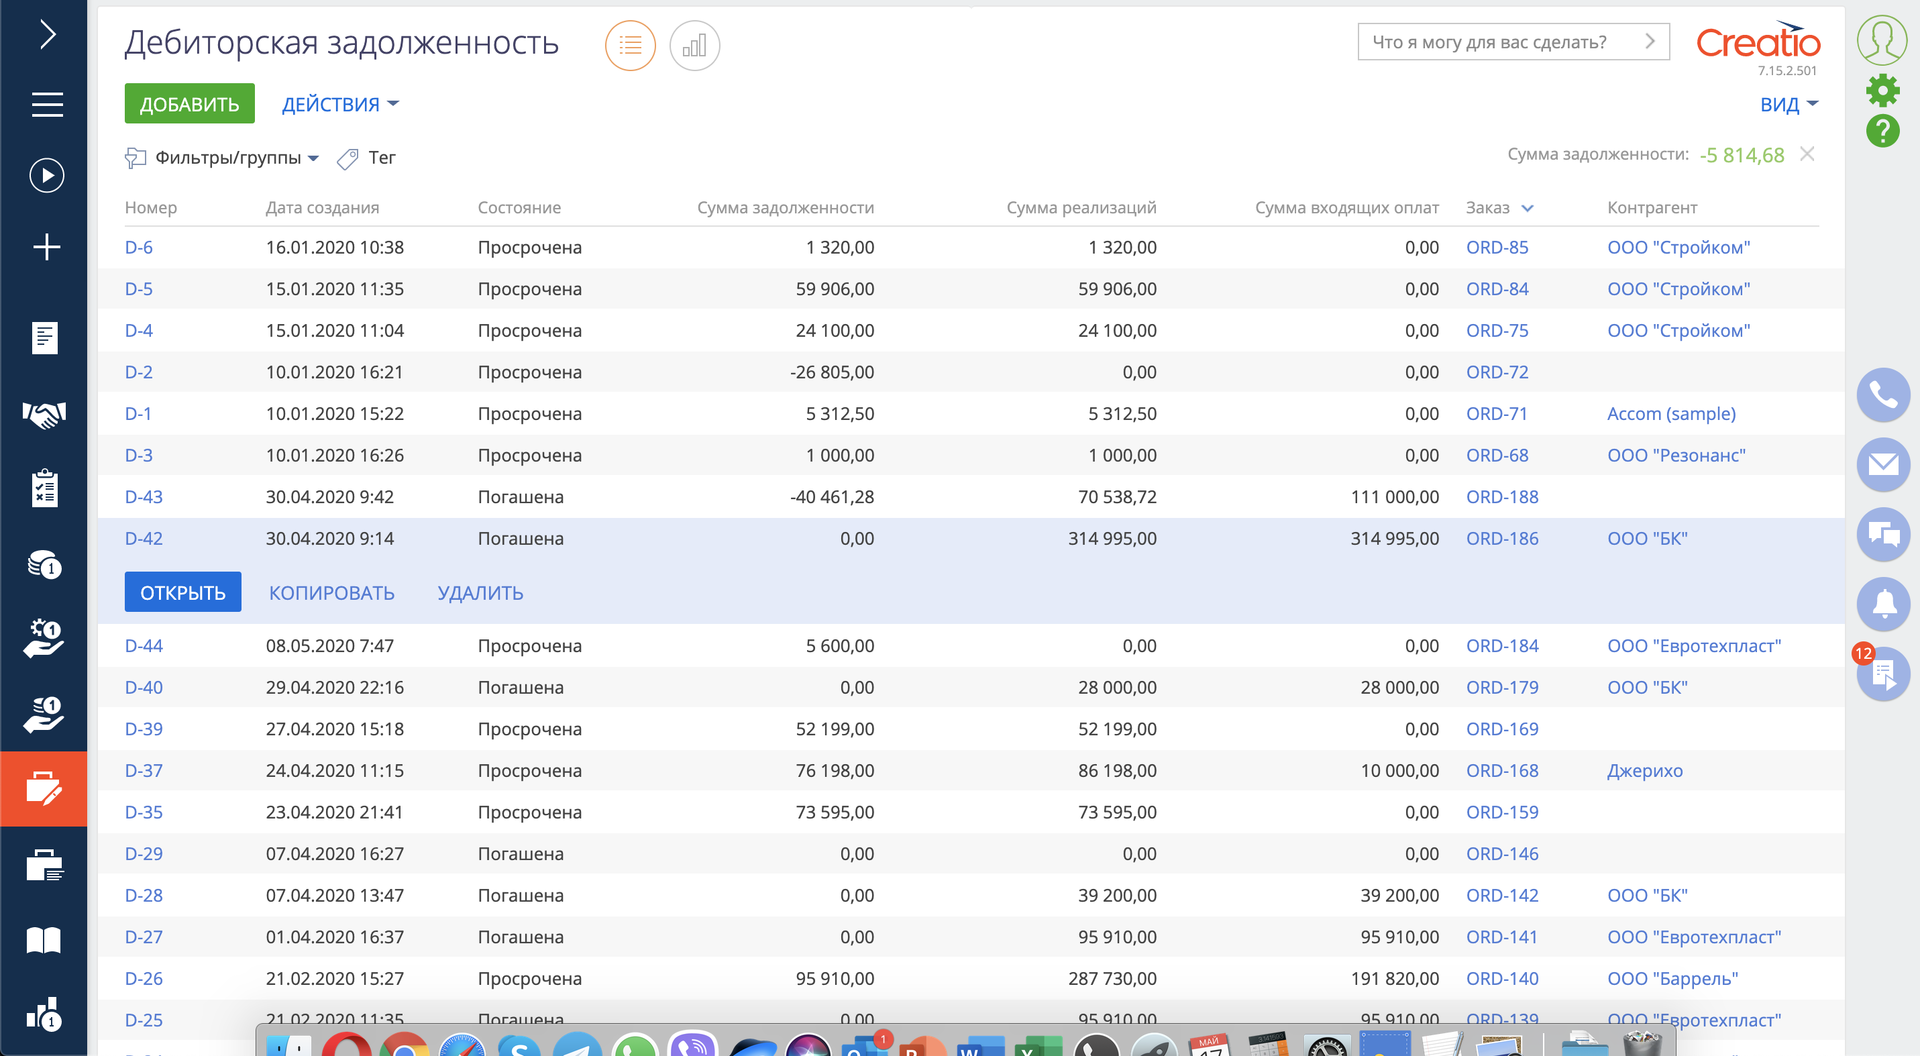 Дебиторская задолженность
Что я могу для вас сделать?
Creatio
7.15.2.501
ДОБАВИТЬ ДЕЙСТВИЯ ВИД
Фильтры/группы Тег Сумма задолженности: -5 814,68
Номер Дата создания Состояние Сумма задолженности Сумма реализаций Сумма входящих оплат Заказ Контрагент
D-6 16.01.2020 10:38 Просрочена 1 320,00 1 320,00 0,00 ORD-85 ООО "Стройком"
D-5 15.01.2020 11:35 Просрочена 59 906,00 59 906,00 0,00 ORD-84 ООО "Стройком"
D-4 15.01.2020 11:04 Просрочена 24 100,00 24 100,00 0,00 ORD-75 ООО "Стройком"
D-2 10.01.2020 16:21 Просрочена -26 805,00 0,00 0,00 ORD-72
D-1 10.01.2020 15:22 Просрочена 5 312,50 5 312,50 0,00 ORD-71 Accom (sample)
D-3 10.01.2020 16:26 Просрочена 1 000,00 1 000,00 0,00 ORD-68 ООО "Резонанс"
D-43 30.04.2020 9:42 Погашена -40 461,28 70 538,72 111 000,00 ORD-188
D-42 30.04.2020 9:14 Погашена 0,00 314 995,00 314 995,00 ORD-186 ООО "БК"
ОТКРЫТЬ КОПИРОВАТЬ УДАЛИТЬ
D-44 08.05.2020 7:47 Просрочена 5 600,00 0,00 0,00 ORD-184 ООО "Евротехпласт"
D-40 29.04.2020 22:16 Погашена 0,00 28 000,00 28 000,00 ORD-179 ООО "БК"
D-39 27.04.2020 15:18 Просрочена 52 199,00 52 199,00 0,00 ORD-169
D-37 24.04.2020 11:15 Просрочена 76 198,00 86 198,00 10 000,00 ORD-168 Джерихо
D-35 23.04.2020 21:41 Просрочена 73 595,00 73 595,00 0,00 ORD-159
D-29 07.04.2020 16:27 Погашена 0,00 0,00 0,00 ORD-146
D-28 07.04.2020 13:47 Погашена 0,00 39 200,00 39 200,00 ORD-142 ООО "БК"
D-27 01.04.2020 16:37 Погашена 0,00 95 910,00 95 910,00 ORD-141 ООО "Евротехпласт"
D-26 21.02.2020 15:27 Просрочена 95 910,00 287 730,00 191 820,00 ORD-140 ООО "Баррель"
D-25 21.02.2020 11:35 Погашена 0,00 95 910,00 95 910,00 ORD-139 ООО "Евротехпласт"
12
1
1
1
1
1
МАЙ